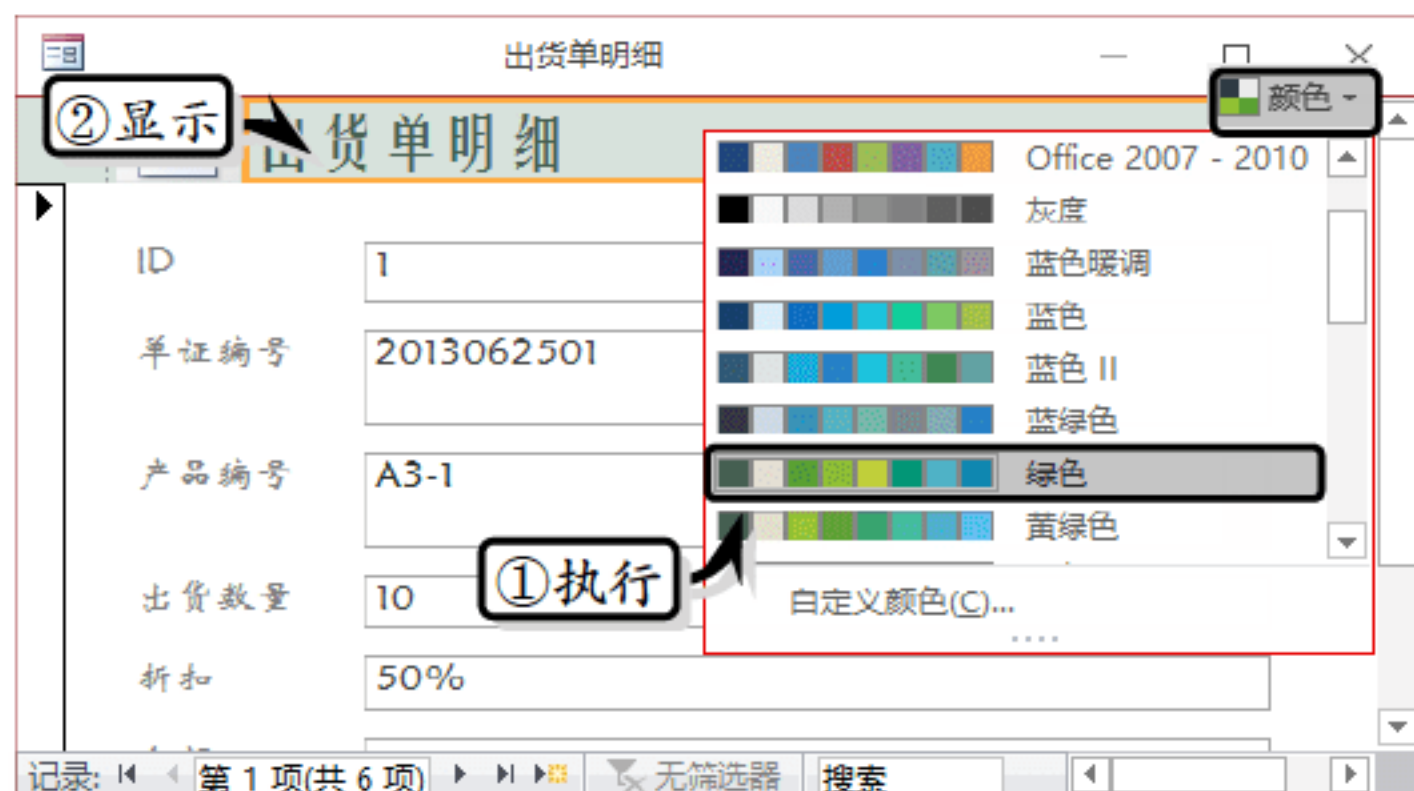 出货单明细
颜色
②显示
出货单明细
Office 2007 - 2010
灰度
ID
1
蓝色暖调
蓝色
单证编号
2013062501
蓝色 II
蓝绿色
产品编号
A3-1
绿色
黄绿色
①执行
出货数量
10
自定义颜色(C)...
折扣
50%
记录:
第 1 项(共 6 项)
无筛选器
搜索